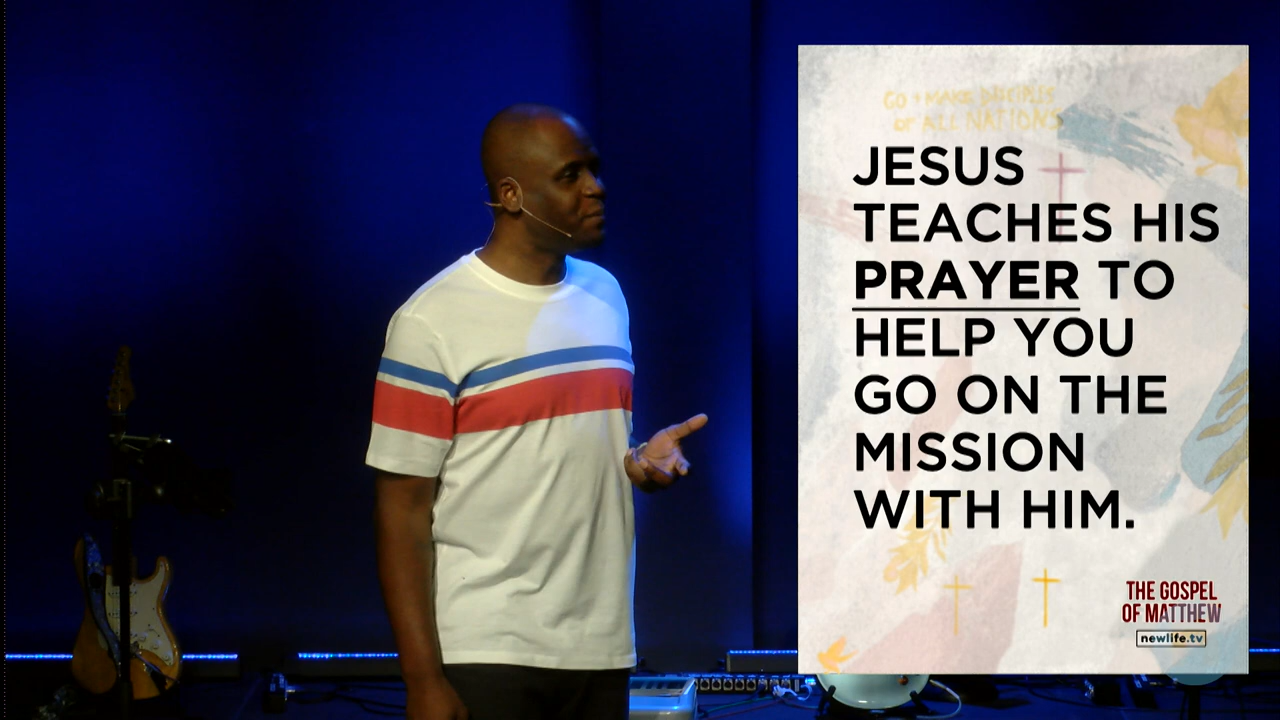 GO + MAKE DISCIPLES
OF ALL NATIONS
JESUS
TEACHES HIS
PRAYER TO
HELP YOU
GO ON THE
MISSION
WITH HIM.
THE GOSPEL
OF MATTHEW
newlife.tv